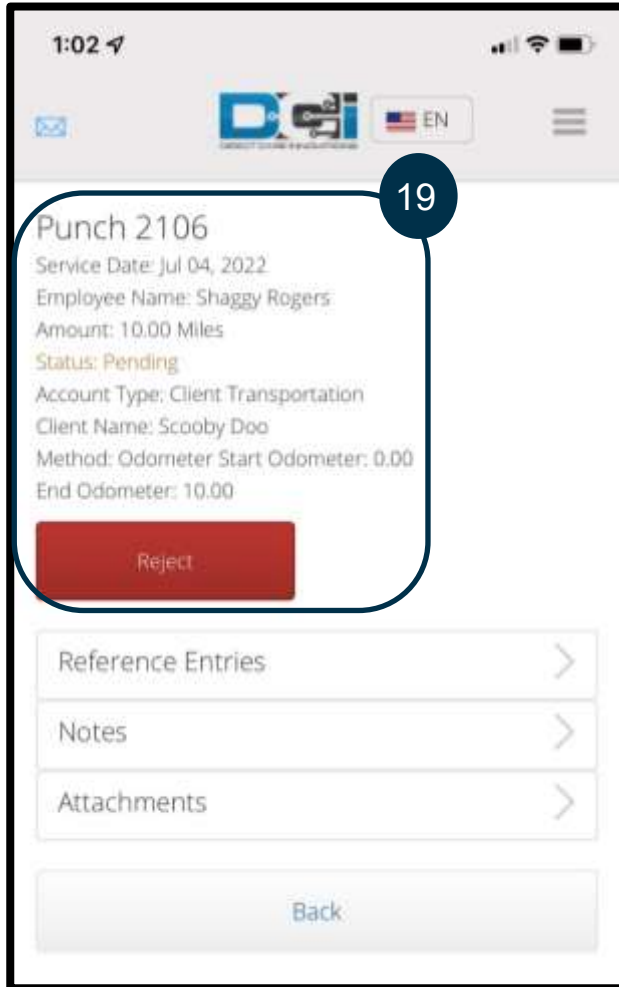 1:02
DCi
EN
19
Punch 2106
Service Date: Jul 04, 2022
Employee Name: Shaggy Rogers
Amount: 10.00 Miles
Status: Pending
Account Type: Client Transportation
Client Name: Scooby Doo
Method: Odometer Start Odometer: 0.00
End Odometer: 10.00
Reject
Reference Entries
Notes
Attachments
Back